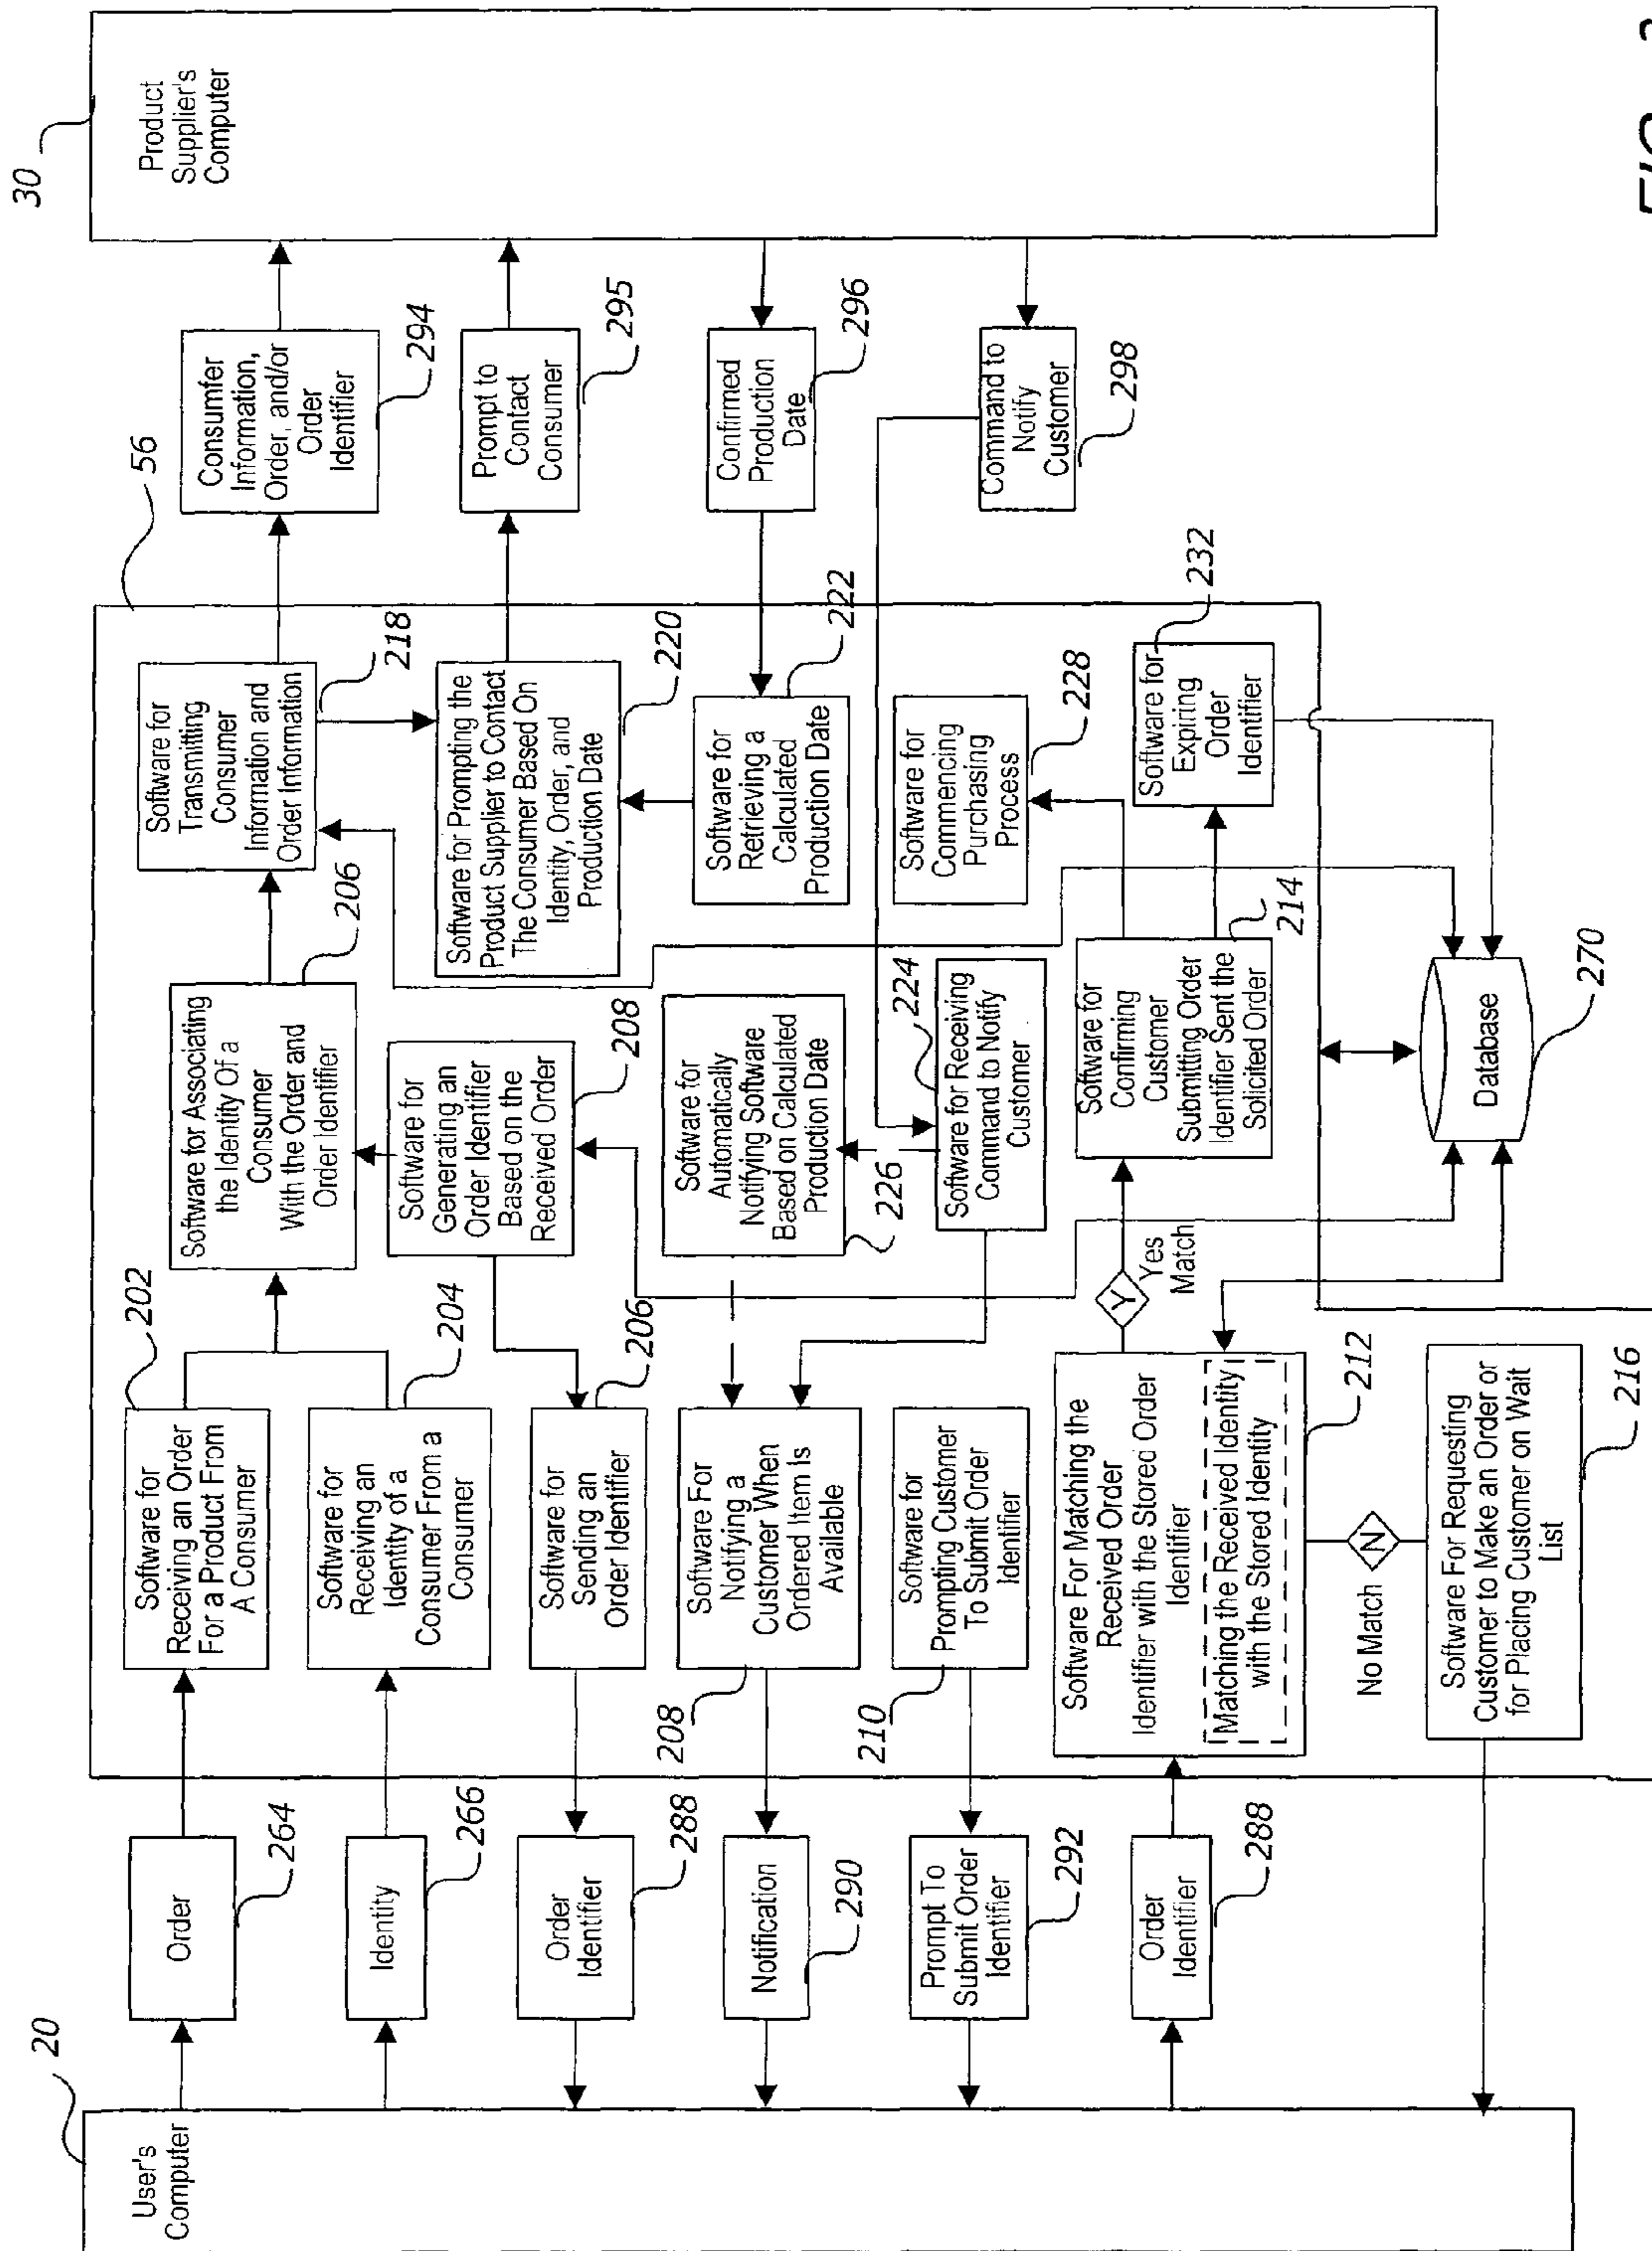 20
User's
Computer
Order
264
Identity
266
Order
Identifier
288
Notification
290
Prompt To
Submit Order
Identifier
292
Order
Identifier
288
56
Software for
Receiving an Order
For a Product From
A Consumer
202
Software for
Receiving an
Identity of a
Consumer From a
Consumer
204
Software for
Sending an
Order Identifier
206
Software For
Notifying a
Customer When
Ordered Item Is
Available
208
Software for
Prompting Customer
To Submit Order
Identifier
210
Software For Matching the
Received Order
Identifier with the Stored Order
Identifier
Matching the Received Identity
with the Stored Identity
212
No Match
N
Software For Requesting
Customer to Make an Order or
for Placing Customer on Wait
List
216
Y
Yes
Match
Software for Associating
the Identity Of a
Consumer
With the Order and
Order Identifier
206
Software for
Generating an
Order Identifier
Based on the
Received Order
208
Software for
Automatically
Notifying Software
Based on Calculated
Production Date
226
Software for Receiving
Command to Notify
Customer
224
Software for
Confirming
Customer
Submitting Order
Identifier Sent the
Solicited Order
214
Database
270
Software for
Transmitting
Consumer
Information and
Order Information
218
Software for Prompting the
Product Supplier to Contact
The Consumer Based On
Identity, Order, and
Production Date
220
Software for
Retrieving a
Calculated
Production Date
222
Software for
Commencing
Purchasing
Process
228
Software for
Expiring
Order
Identifier
232
Consumfer
Information,
Order, and/or
Order
Identifier
294
Prompt to
Contact
Consumer
295
Confirmed
Production
Date
296
Command to
Notify
Customer
298
30
Product
Supplier's
Computer